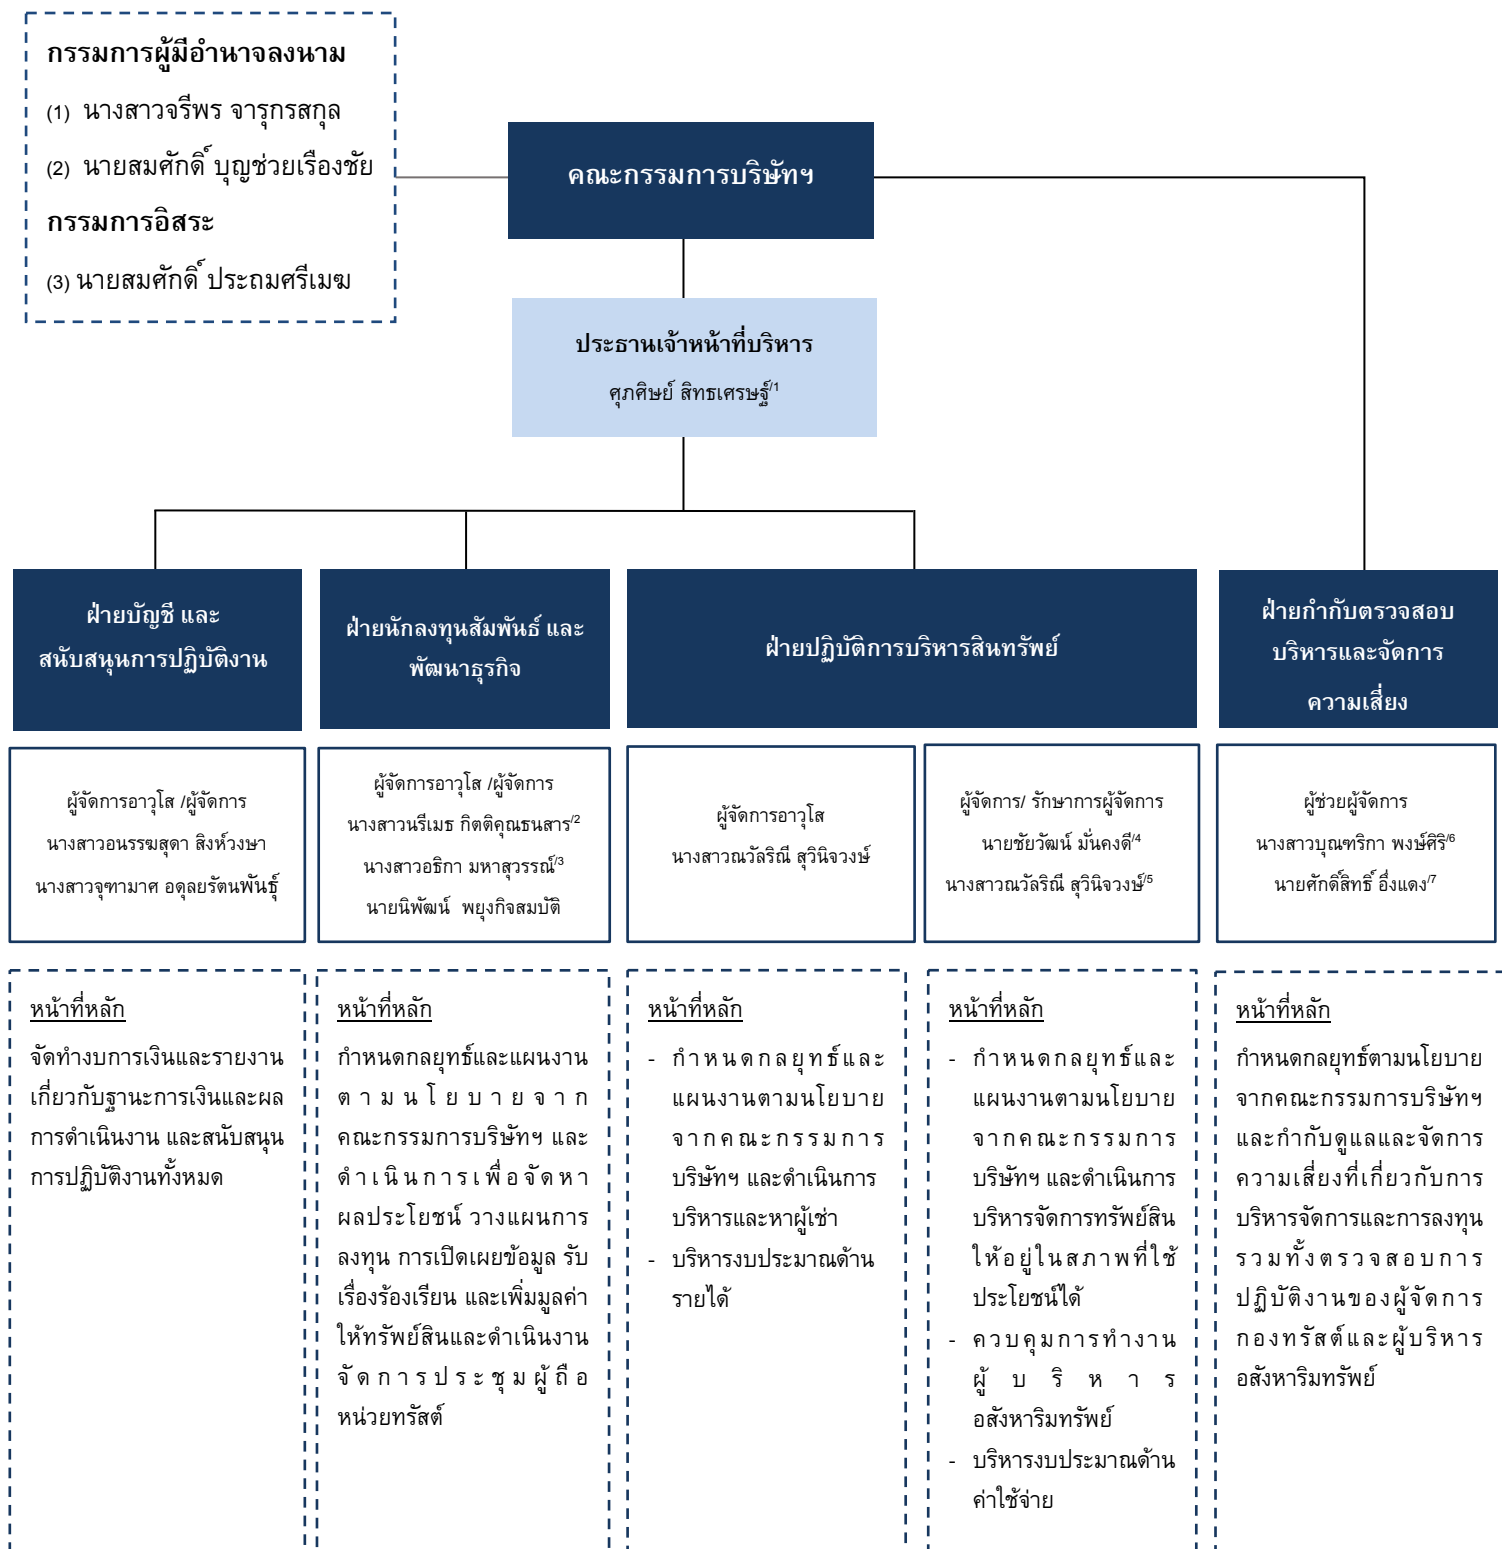 กรรมการผู้มีอำนาจลงนาม
(1) นางสาวจรีพร จารุกรสกุล
(2) นายสมศักดิ์ บุญช่วยเรืองชัย
กรรมการอิสระ
(3) นายสมศักดิ์ ประถมศรีเมฆ
คณะกรรมการบริษัทฯ
ประธานเจ้าหน้าที่บริหาร
ศุภศิษย์ สิทธเศรษฐ์/1
ฝ่ายบัญชี และ
สนับสนุนการปฏิบัติงาน
ผู้จัดการอาวุโส /ผู้จัดการ
นางสาวอนรรฆสุดา สิงห์วงษา
นางสาวจุฑามาศ อดุลยรัตนพันธุ์
หน้าที่หลัก
จัดทำงบการเงินและรายงาน
เกี่ยวกับฐานะการเงินและผล
การดำเนินงาน และสนับสนุน
การปฏิบัติงานทั้งหมด
ฝ่ายนักลงทุนสัมพันธ์ และ
พัฒนาธุรกิจ
ผู้จัดการอาวุโส /ผู้จัดการ
นางสาวนรีเมธ กิตติคุณธนสาร/2
นางสาวอธิกา มหาสุวรรณ์/3
นายนิพัฒน์ พยุงกิจสมบัติ
หน้าที่หลัก
กำหนดกลยุทธ์และแผนงาน
ตามนโยบายจาก
คณะกรรมการบริษัทฯ และ
ดำเนินการเพื่อจัดหา
ผลประโยชน์ วางแผนการ
ลงทุน การเปิดเผยข้อมูล รับ
เรื่องร้องเรียน และเพิ่มมูลค่า
ให้ทรัพย์สินและดำเนินงาน
จัดการประชุมผู้ถือ
หน่วยทรัสต์
ฝ่ายปฏิบัติการบริหารสินทรัพย์
ผู้จัดการอาวุโส
นางสาวณวัลริณี สุวินิจวงษ์
หน้าที่หลัก
- กำหนดกลยุทธ์และ
แผนงานตามนโยบาย
จากคณะกรรมการ
บริษัทฯ และดำเนินการ
บริหารและหาผู้เช่า
- บริหารงบประมาณด้าน
รายได้
ผู้จัดการ/ รักษาการผู้จัดการ
นายชัยวัฒน์ มั่นคงดี/4
นางสาวณวัลริณี สุวินิจวงษ์/5
หน้าที่หลัก
- กำหนดกลยุทธ์และ
แผนงานตามนโยบาย
จากคณะกรรมการ
บริษัทฯ และดำเนินการ
บริหารจัดการทรัพย์สิน
ให้อยู่ในสภาพที่ใช้
ประโยชน์ได้
- ควบคุมการทำงาน
ผู้บริหาร
อสังหาริมทรัพย์
- บริหารงบประมาณด้าน
ค่าใช้จ่าย
ฝ่ายกำกับตรวจสอบ
บริหารและจัดการ
ความเสี่ยง
ผู้ช่วยผู้จัดการ
นางสาวบุณฑริกา พงษ์ศิริ/6
นายศักดิ์สิทธิ์ อึ่งแดง/7
หน้าที่หลัก
กำหนดกลยุทธ์ตามนโยบาย
จากคณะกรรมการบริษัทฯ
และกำกับดูแลและจัดการ
ความเสี่ยงที่เกี่ยวกับการ
บริหารจัดการและการลงทุน
รวมทั้งตรวจสอบการ
ปฏิบัติงานของผู้จัดการ
กองทรัสต์และผู้บริหาร
อสังหาริมทรัพย์